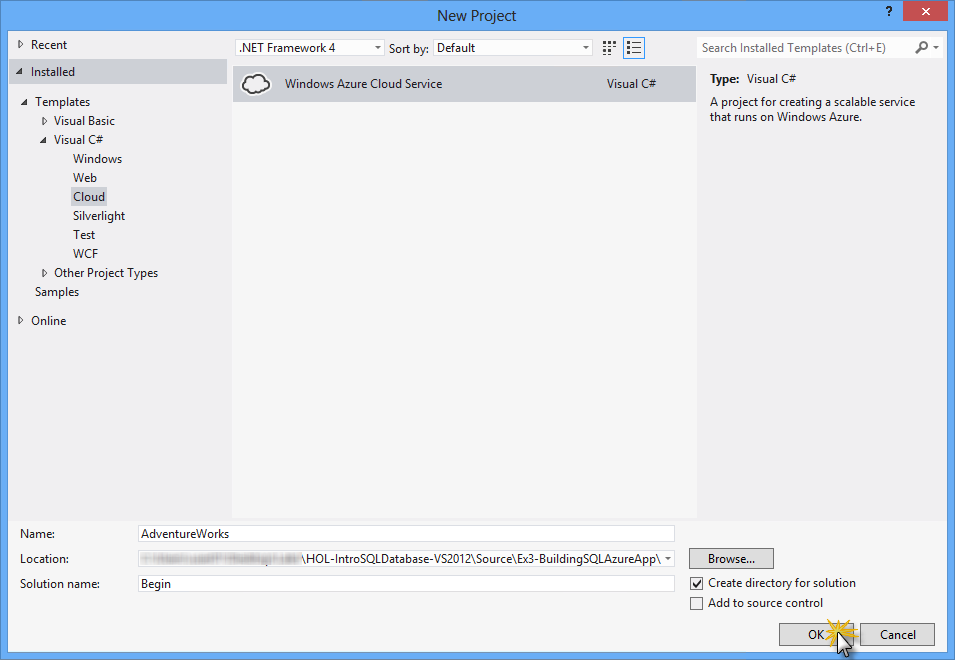 New Project
?
Recent
Installed
Templates
Visual Basic
Visual C#
Windows
Web
Cloud
Silverlight
Test
WCF
Other Project Types
Samples
Online
.NET Framework 4 Sort by: Default
Windows Azure Cloud Service Visual C#
Search Installed Templates (Ctrl+E)
Type: Visual C#
A project for creating a scalable service
that runs on Windows Azure.
Name: AdventureWorks
Location: \HOL-IntroSQLDatabase-VS2012\Source\Ex3-BuildingSQLAzureApp\ Browse...
Solution name: Begin
Create directory for solution
Add to source control
OK Cancel